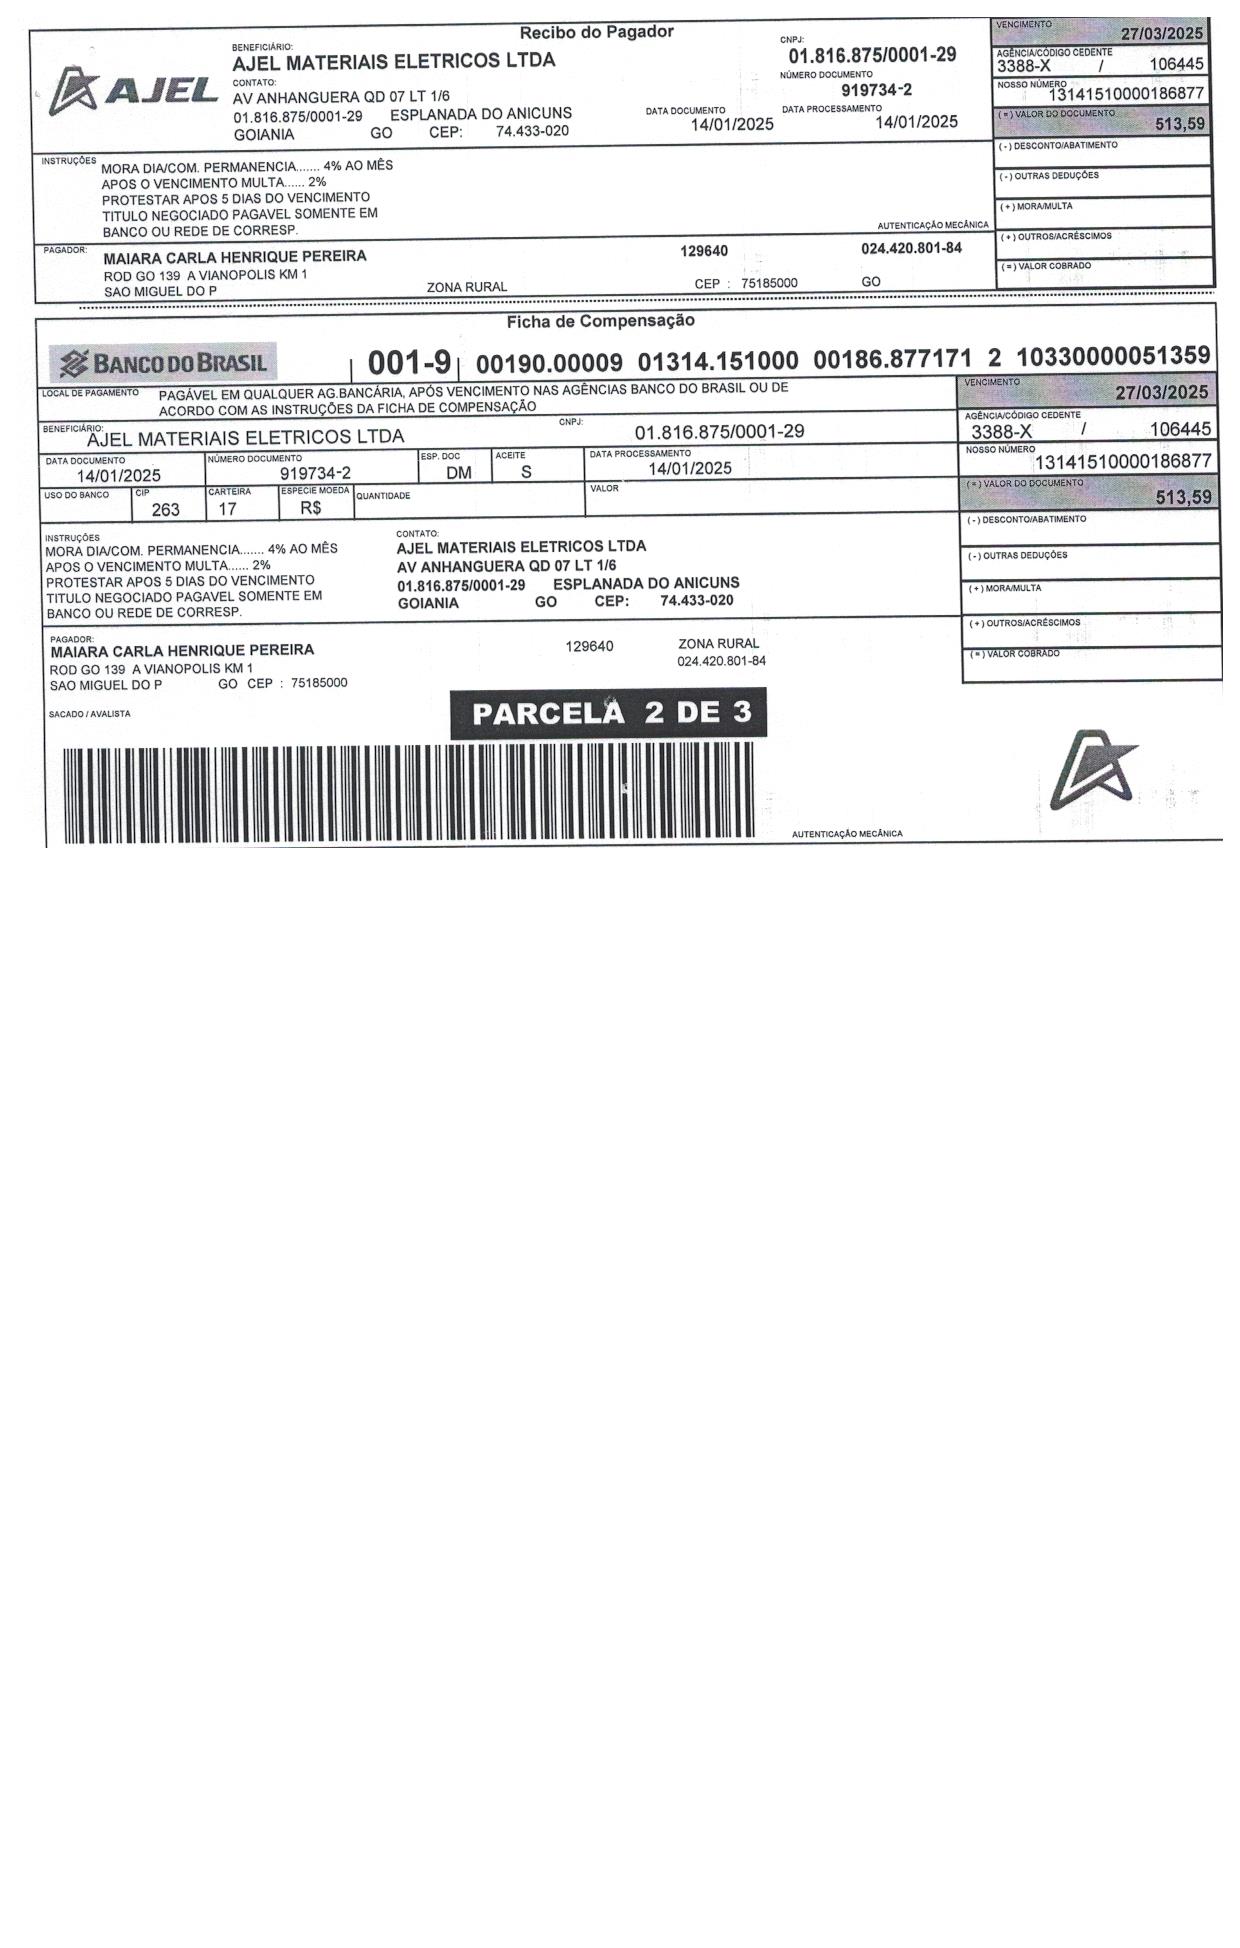 Recibo do Pagador
AJEL
BENEFICIÁRIO:
AJEL MATERIAIS ELETRICOS LTDA
CONTATO:
AV ANHANGUERA QD 07 LT 1/6
01.816.875/0001-29 ESPLANADA DO ANICUNS
GOIANIA GO CEP: 74.433-020
CNPJ:
01.816.875/0001-29
NÚMERO DOCUMENTO
919734-2
DATA DOCUMENTO
14/01/2025
DATA PROCESSAMENTO
14/01/2025
VENCIMENTO
27/03/2025
AGÊNCIA/CÓDIGO CEDENTE
3388-X / 106445
NOSSO NÚMERO
13141510000186877
(=) VALOR DO DOCUMENTO
513,59
(-) DESCONTO/ABATIMENTO
(-) OUTRAS DEDUÇÕES
(+) MORA/MULTA
(+) OUTROS/ACRÉSCIMOS
(=) VALOR COBRADO
INSTRUÇÕES
MORA DIA/COM. PERMANENCIA....... 4% AO MÊS
APOS O VENCIMENTO MULTA...... 2%
PROTESTAR APOS 5 DIAS DO VENCIMENTO
TITULO NEGOCIADO PAGAVEL SOMENTE EM
BANCO OU REDE DE CORRESP.
AUTENTICAÇÃO MECÂNICA
PAGADOR:
MAIARA CARLA HENRIQUE PEREIRA 129640 024.420.801-84
ROD GO 139 A VIANOPOLIS KM 1
SAO MIGUEL DO P ZONA RURAL CEP : 75185000 GO
Ficha de Compensação
BANCO DO BRASIL 001-9 00190.00009 01314.151000 00186.877171 2 10330000051359
LOCAL DE PAGAMENTO
PAGÁVEL EM QUALQUER AG.BANCÁRIA, APÓS VENCIMENTO NAS AGÊNCIAS BANCO DO BRASIL OU DE
ACORDO COM AS INSTRUÇÕES DA FICHA DE COMPENSAÇÃO
VENCIMENTO
27/03/2025
BENEFICIÁRIO:
AJEL MATERIAIS ELETRICOS LTDA
CNPJ:
01.816.875/0001-29
AGÊNCIA/CÓDIGO CEDENTE
3388-X / 106445
DATA DOCUMENTO
14/01/2025
NÚMERO DOCUMENTO
919734-2
ESP. DOC
DM
ACEITE
S
DATA PROCESSAMENTO
14/01/2025
NOSSO NÚMERO
13141510000186877
USO DO BANCO
CIP
263
CARTEIRA
17
ESPECIE MOEDA
R$
QUANTIDADE
VALOR
(=) VALOR DO DOCUMENTO
513,59
INSTRUÇÕES
MORA DIA/COM. PERMANENCIA....... 4% AO MÊS
APOS O VENCIMENTO MULTA...... 2%
PROTESTAR APOS 5 DIAS DO VENCIMENTO
TITULO NEGOCIADO PAGAVEL SOMENTE EM
BANCO OU REDE DE CORRESP.
CONTATO:
AJEL MATERIAIS ELETRICOS LTDA
AV ANHANGUERA QD 07 LT 1/6
01.816.875/0001-29 ESPLANADA DO ANICUNS
GOIANIA GO CEP: 74.433-020
(-) DESCONTO/ABATIMENTO
(-) OUTRAS DEDUÇÕES
(+) MORA/MULTA
(+) OUTROS/ACRÉSCIMOS
(=) VALOR COBRADO
PAGADOR:
MAIARA CARLA HENRIQUE PEREIRA 129640 ZONA RURAL
ROD GO 139 A VIANOPOLIS KM 1 024.420.801-84
SAO MIGUEL DO P GO CEP : 75185000
SACADO / AVALISTA
PARCELA 2 DE 3
AUTENTICAÇÃO MECÂNICA